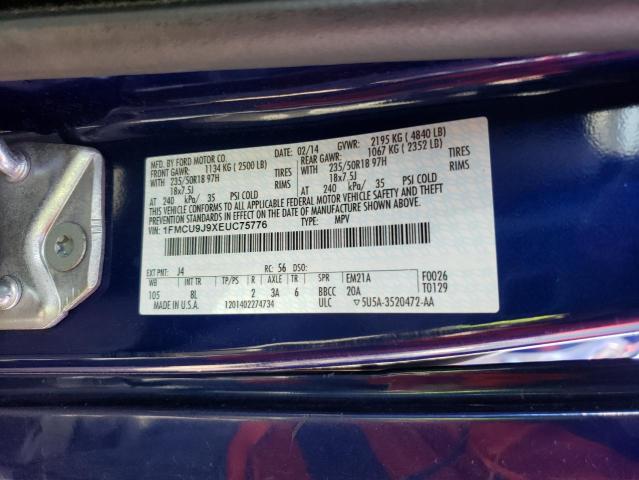 MFD. BY FORD MOTOR CO.
DATE: 02/14 GVWR: 2195 KG ( 4840 LB)
FRONT GAWR: 1134 KG ( 2500 LB) REAR GAWR: 1067 KG ( 2352 LB)
WITH 235/50R18 97H TIRES WITH 235/50R18 97H TIRES
18x7.5J RIMS 18x7.5J RIMS
AT 240 kPa/ 35 PSI COLD AT 240 kPa/ 35 PSI COLD
THIS VEHICLE CONFORMS TO ALL APPLICABLE FEDERAL MOTOR VEHICLE SAFETY AND BUMPER
STANDARDS IN EFFECT ON THE DATE OF MANUFACTURE SHOWN ABOVE.
VIN: 1FMCU9J9XEUC75776 TYPE: MPV
EXT PNT: J4 RC: 56 DSO:
WB INT TR TP/PS R AXLE TR SPR EM21A F0026
105 8L 2 3A 6 BBCC 20A T0129
MADE IN U.S.A. 1201402274734 ULC ▽5U5A-3520472-AA